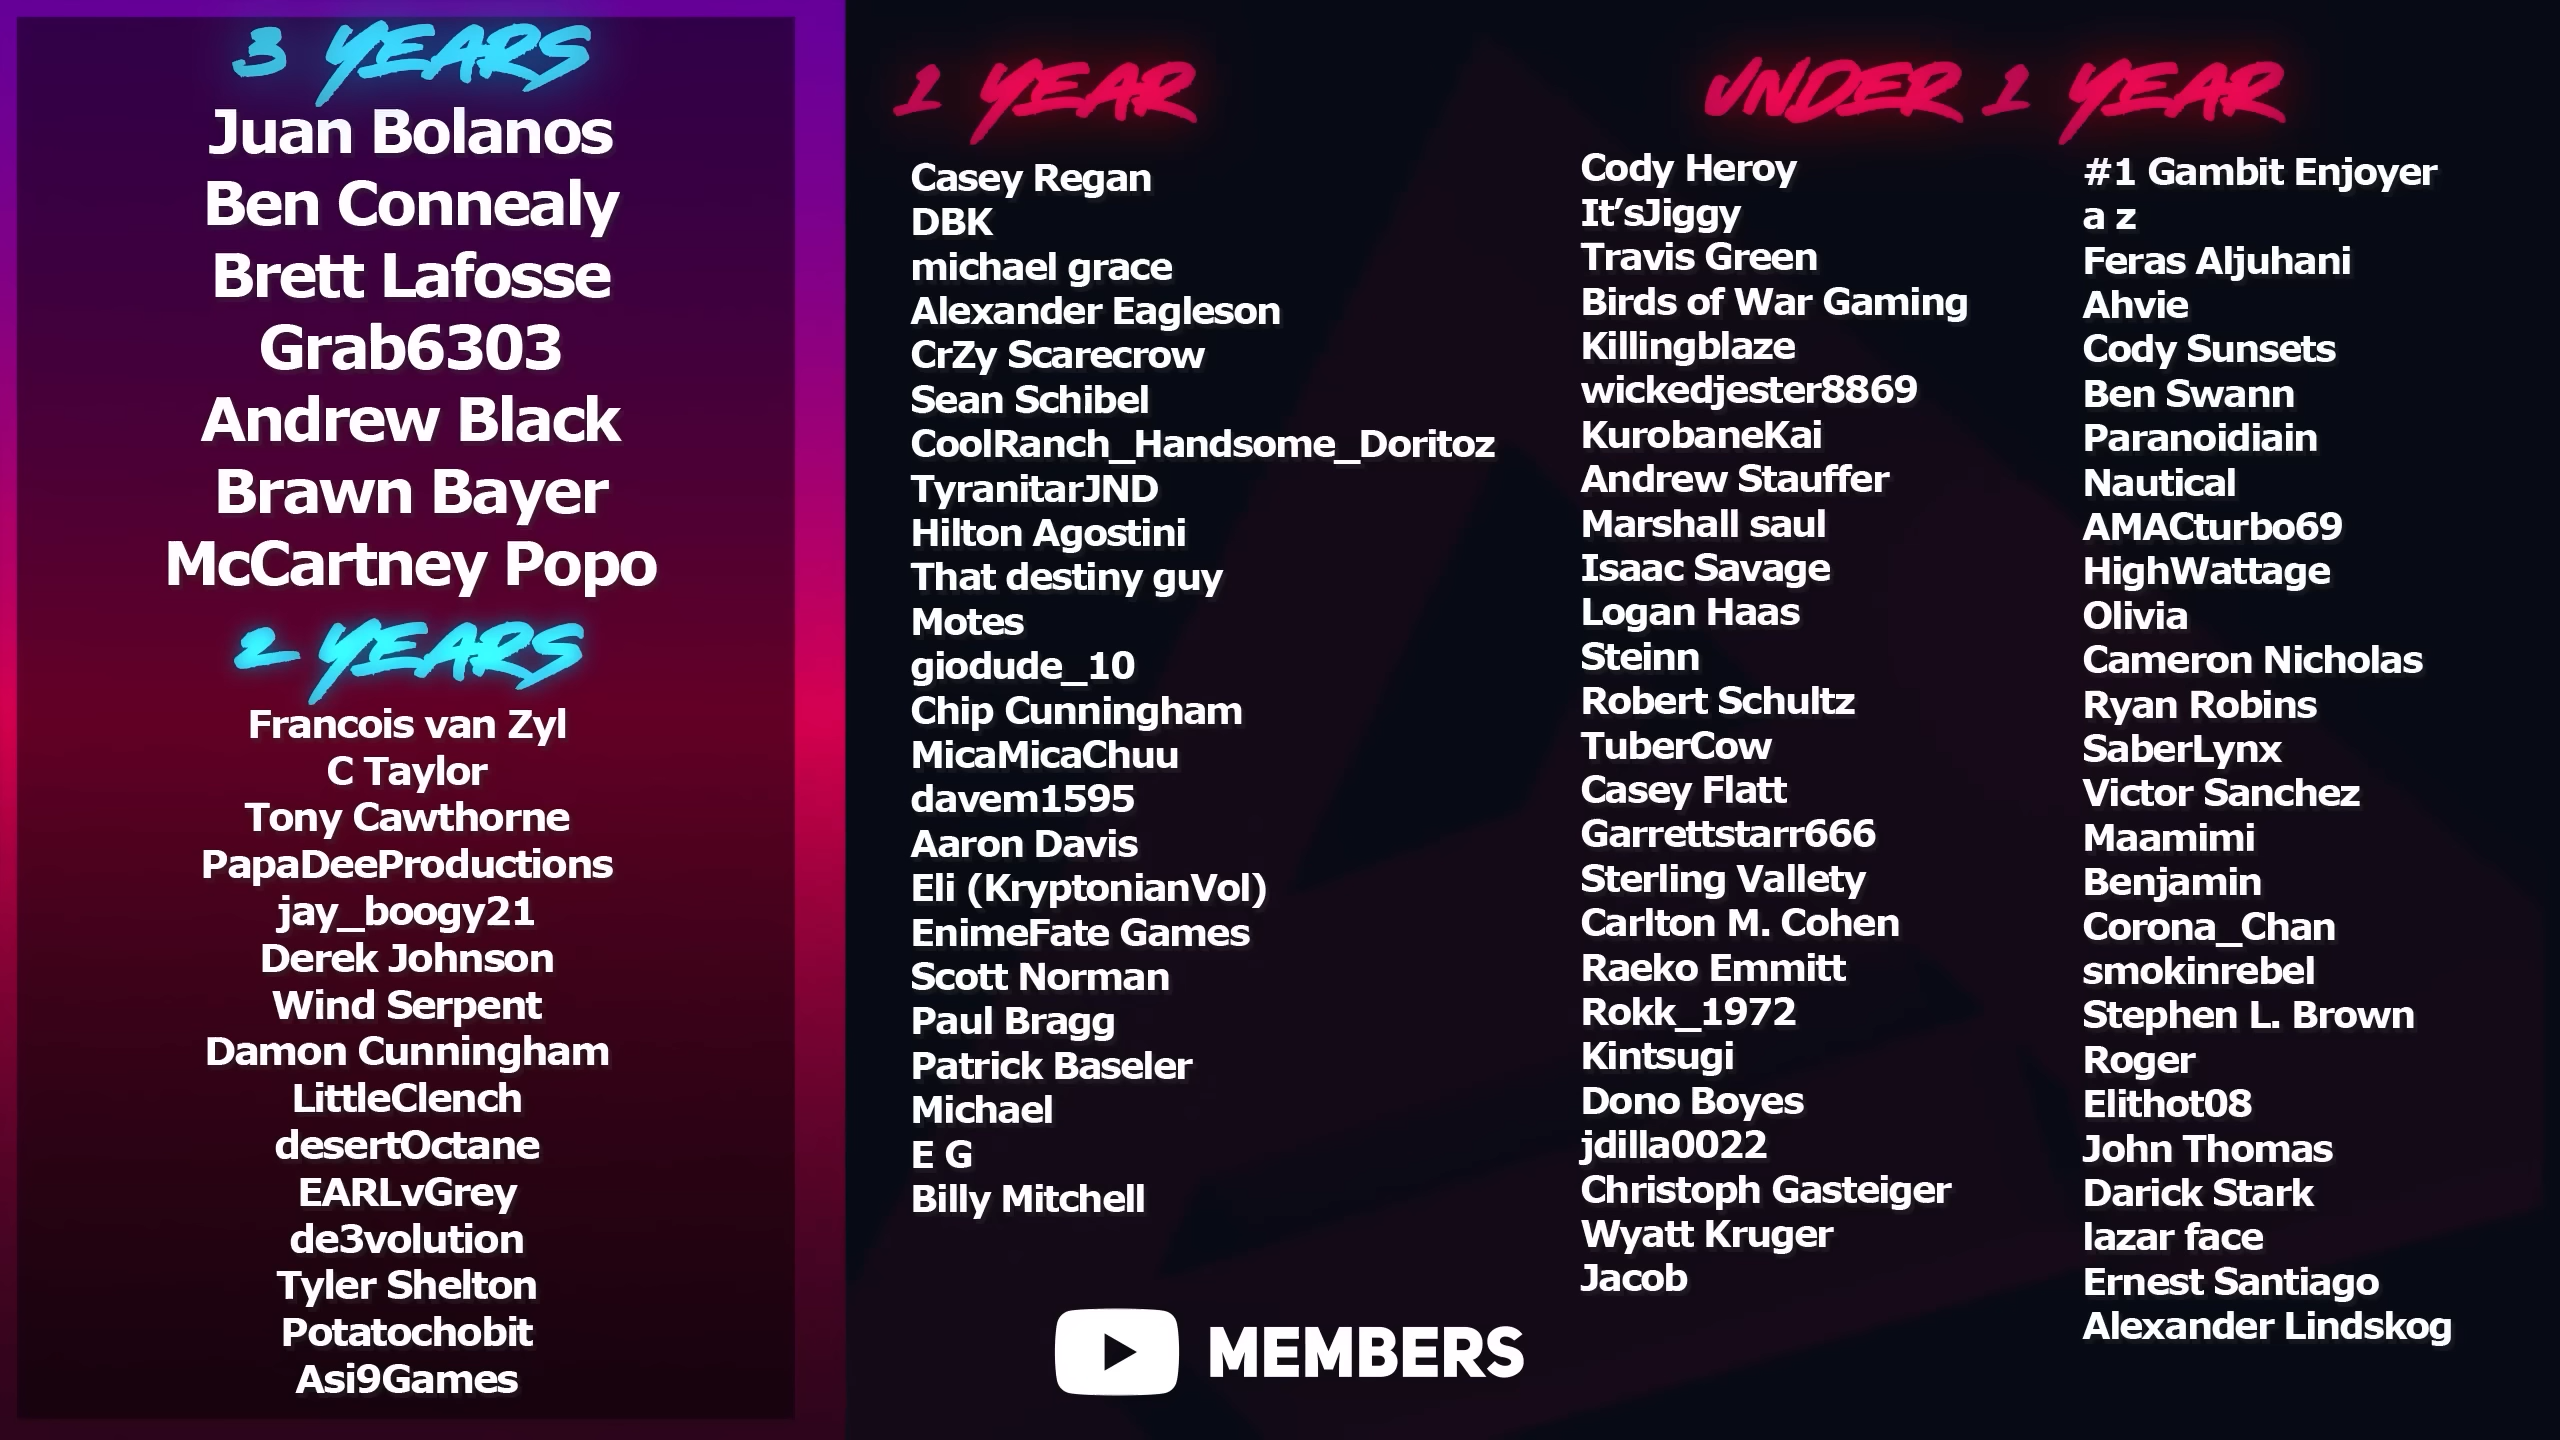 3 YEARS
Juan Bolanos
Ben Connealy
Brett Lafosse
Grab6303
Andrew Black
Brawn Bayer
McCartney Popo
2 YEARS
Francois van Zyl
C Taylor
Tony Cawthorne
PapaDeeProductions
jay_boogy21
Derek Johnson
Wind Serpent
Damon Cunningham
LittleClench
desertOctane
EARLvGrey
de3volution
Tyler Shelton
Potatochobit
Asi9Games
1 YEAR
Casey Regan
DBK
michael grace
Alexander Eagleson
CrZy Scarecrow
Sean Schibel
CoolRanch_Handsome_Doritoz
TyranitarJND
Hilton Agostini
That destiny guy
Motes
giodude_10
Chip Cunningham
MicaMicaChuu
davem1595
Aaron Davis
Eli (KryptonianVol)
EnimeFate Games
Scott Norman
Paul Bragg
Patrick Baseler
Michael
E G
Billy Mitchell
UNDER 1 YEAR
Cody Heroy
It’sJiggy
Travis Green
Birds of War Gaming
Killingblaze
wickedjester8869
KurobaneKai
Andrew Stauffer
Marshall saul
Isaac Savage
Logan Haas
Steinn
Robert Schultz
TuberCow
Casey Flatt
Garrettstarr666
Sterling Vallety
Carlton M. Cohen
Raeko Emmitt
Rokk_1972
Kintsugi
Dono Boyes
jdilla0022
Christoph Gasteiger
Wyatt Kruger
Jacob
#1 Gambit Enjoyer
a z
Feras Aljuhani
Ahvie
Cody Sunsets
Ben Swann
Paranoidiain
Nautical
AMACturbo69
HighWattage
Olivia
Cameron Nicholas
Ryan Robins
SaberLynx
Victor Sanchez
Maamimi
Benjamin
Corona_Chan
smokinrebel
Stephen L. Brown
Roger
Elithot08
John Thomas
Darick Stark
lazar face
Ernest Santiago
Alexander Lindskog
MEMBERS